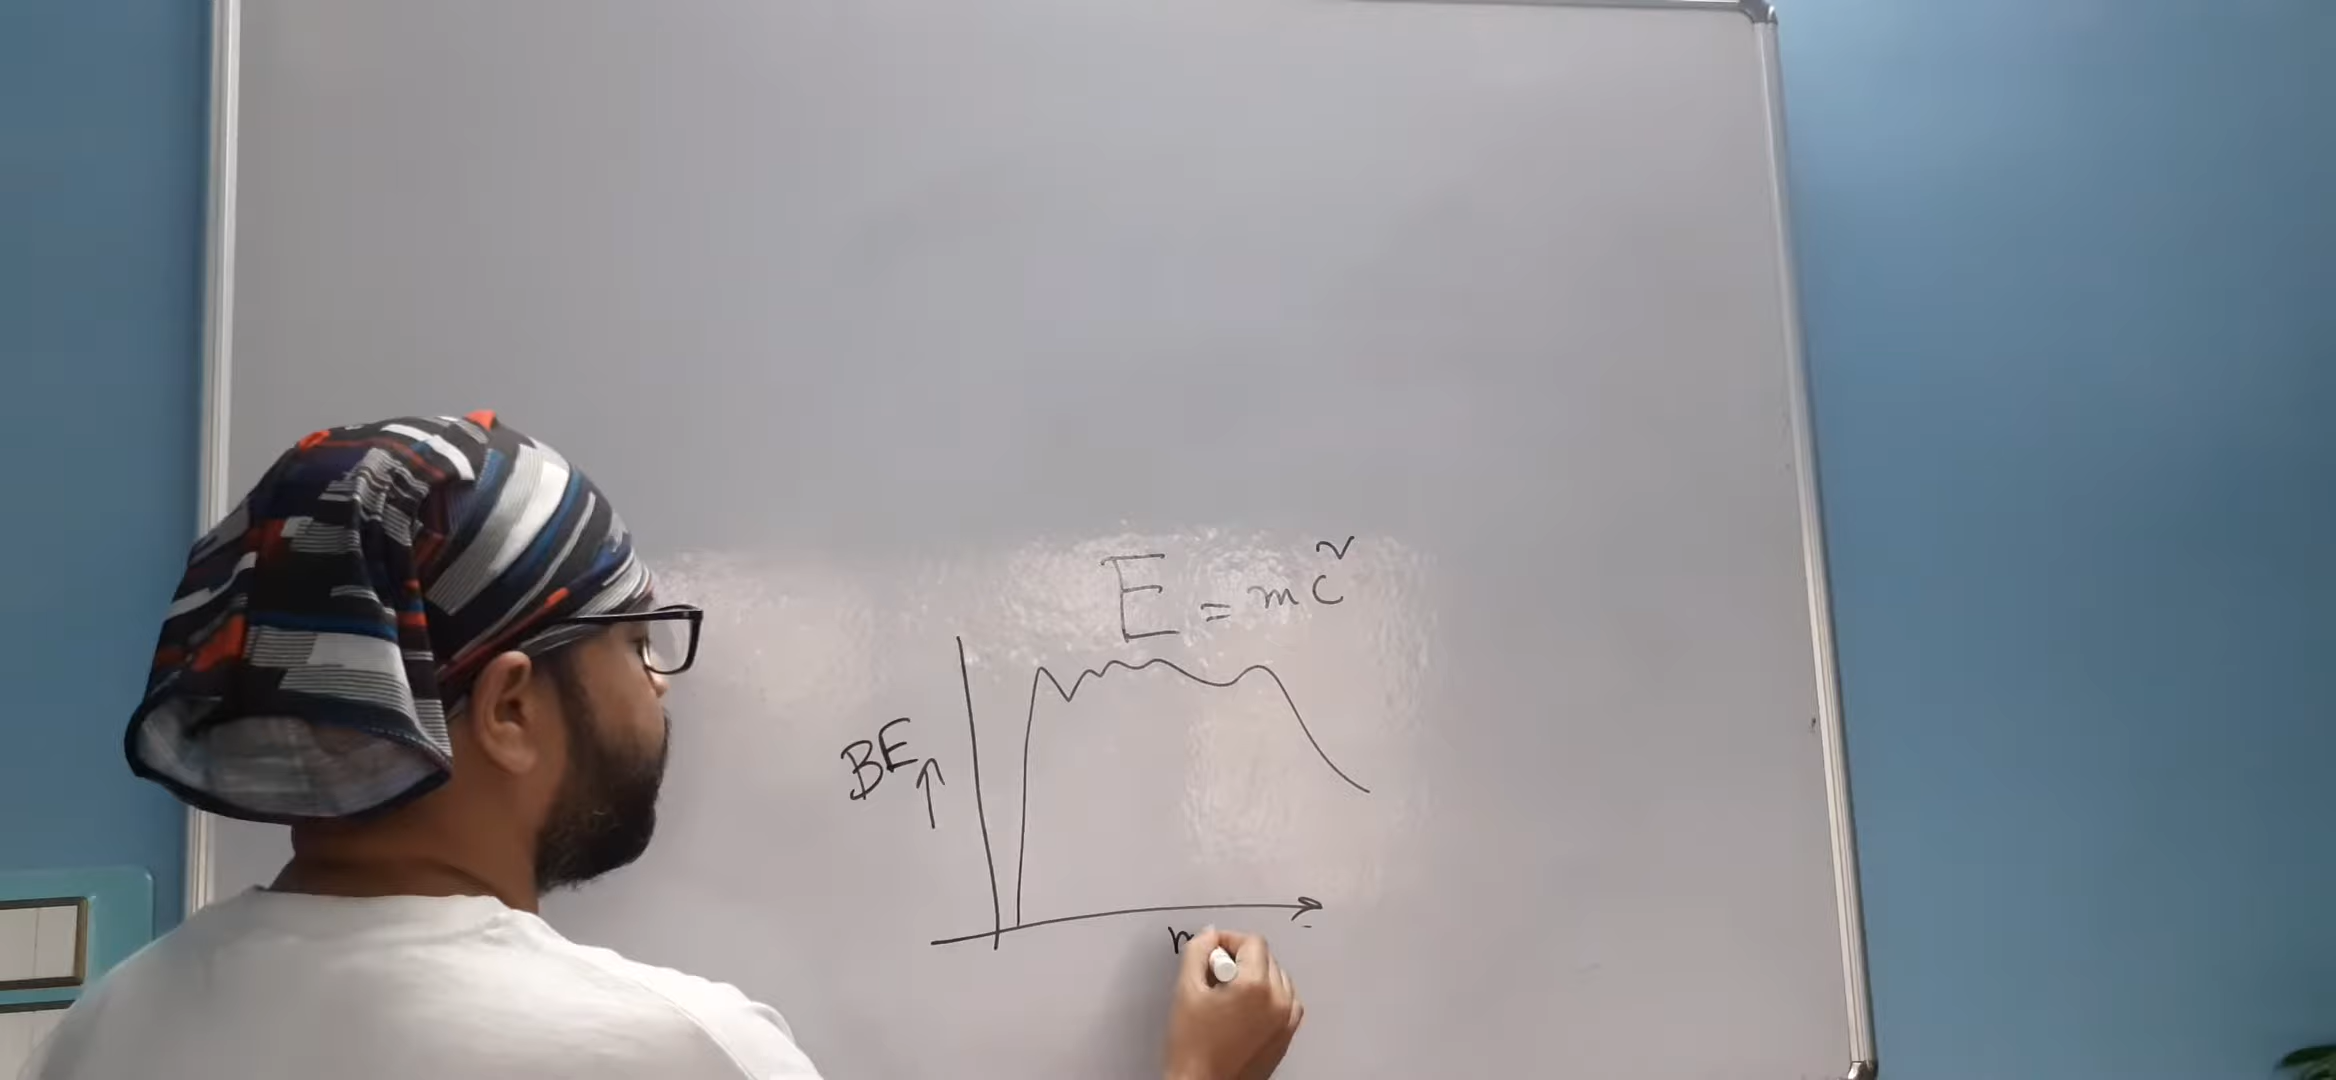 E = mc²
BE ↑